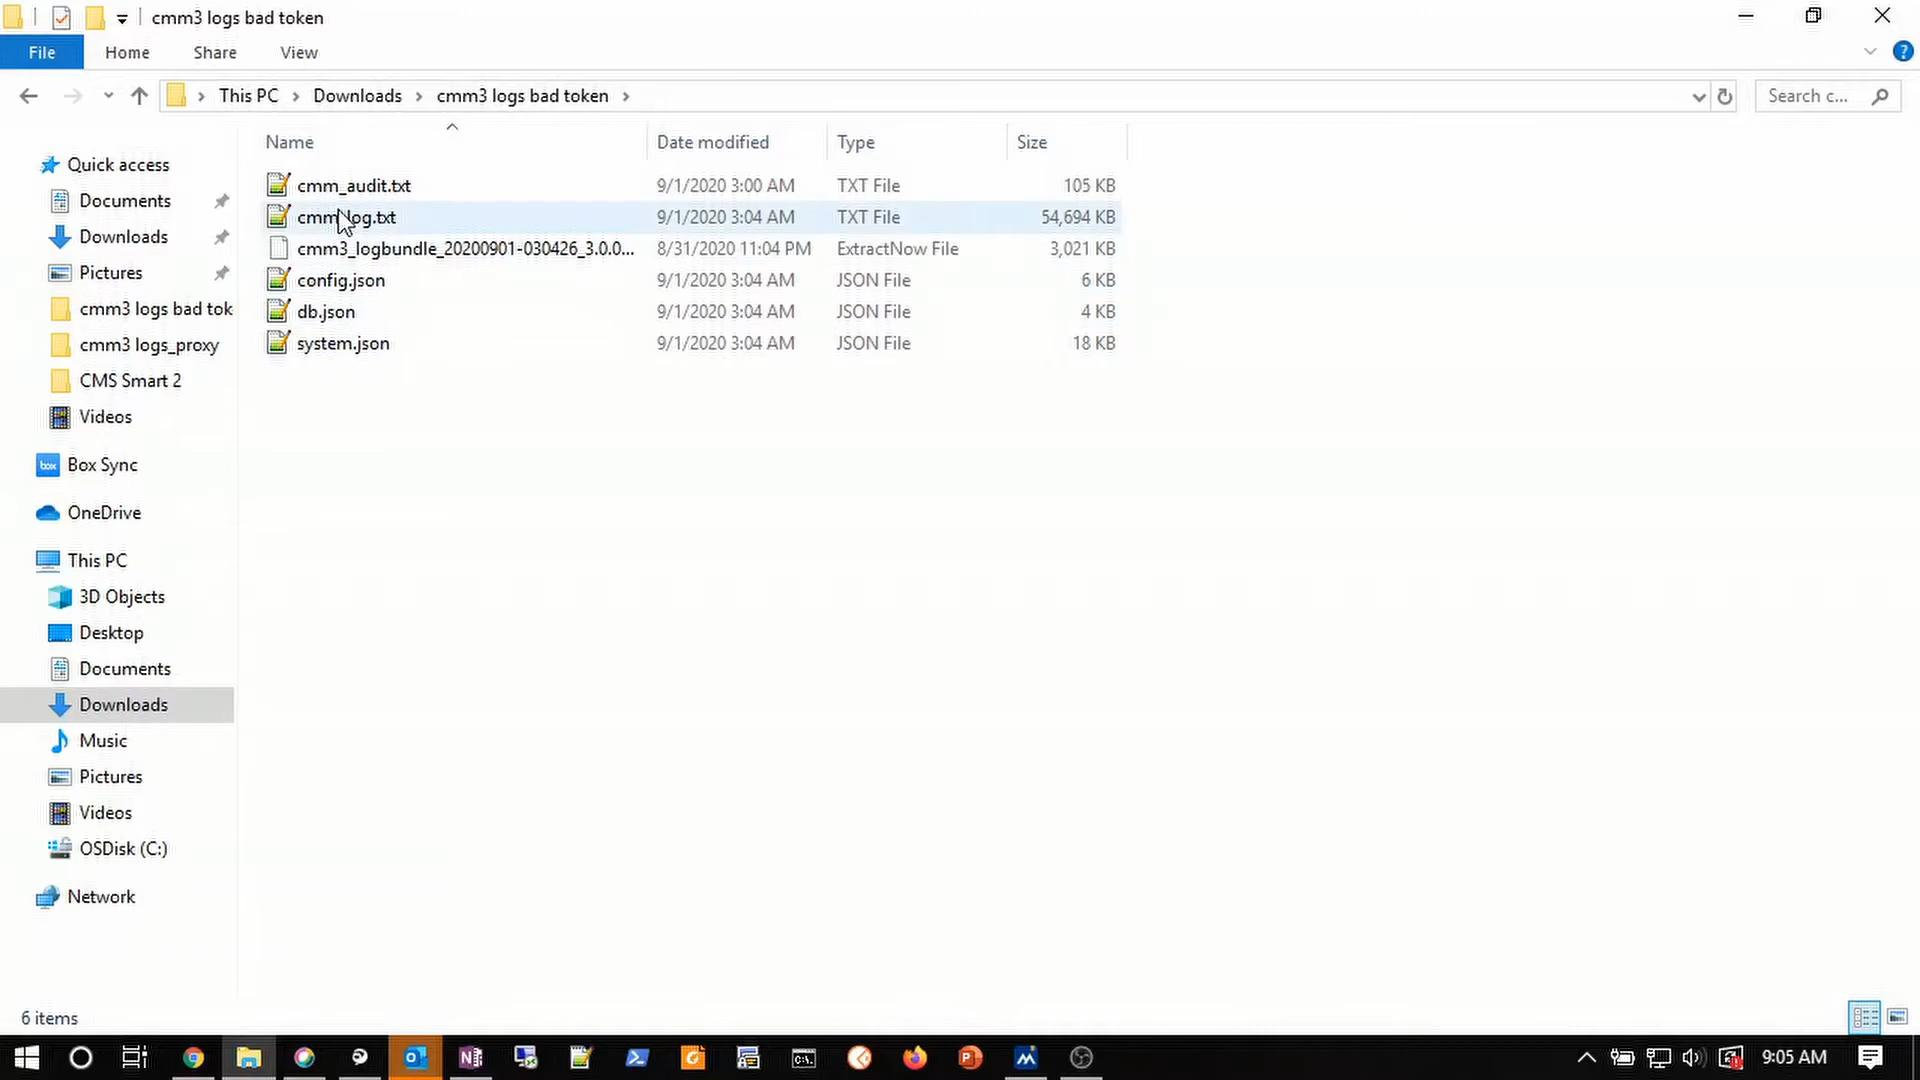 cmm3 logs bad token
File Home Share View
This PC Downloads cmm3 logs bad token Search c...
Name Date modified Type Size
Quick access
Documents
Downloads
Pictures
cmm3 logs bad tok
cmm3 logs_proxy
CMS Smart 2
Videos
Box Sync
OneDrive
This PC
3D Objects
Desktop
Documents
Downloads
Music
Pictures
Videos
OSDisk (C:)
Network
cmm_audit.txt 9/1/2020 3:00 AM TXT File 105 KB
cmm_log.txt 9/1/2020 3:04 AM TXT File 54,694 KB
cmm3_logbundle_20200901-030426_3.0.0... 8/31/2020 11:04 PM ExtractNow File 3,021 KB
config.json 9/1/2020 3:04 AM JSON File 6 KB
db.json 9/1/2020 3:04 AM JSON File 4 KB
system.json 9/1/2020 3:04 AM JSON File 18 KB
6 items
9:05 AM